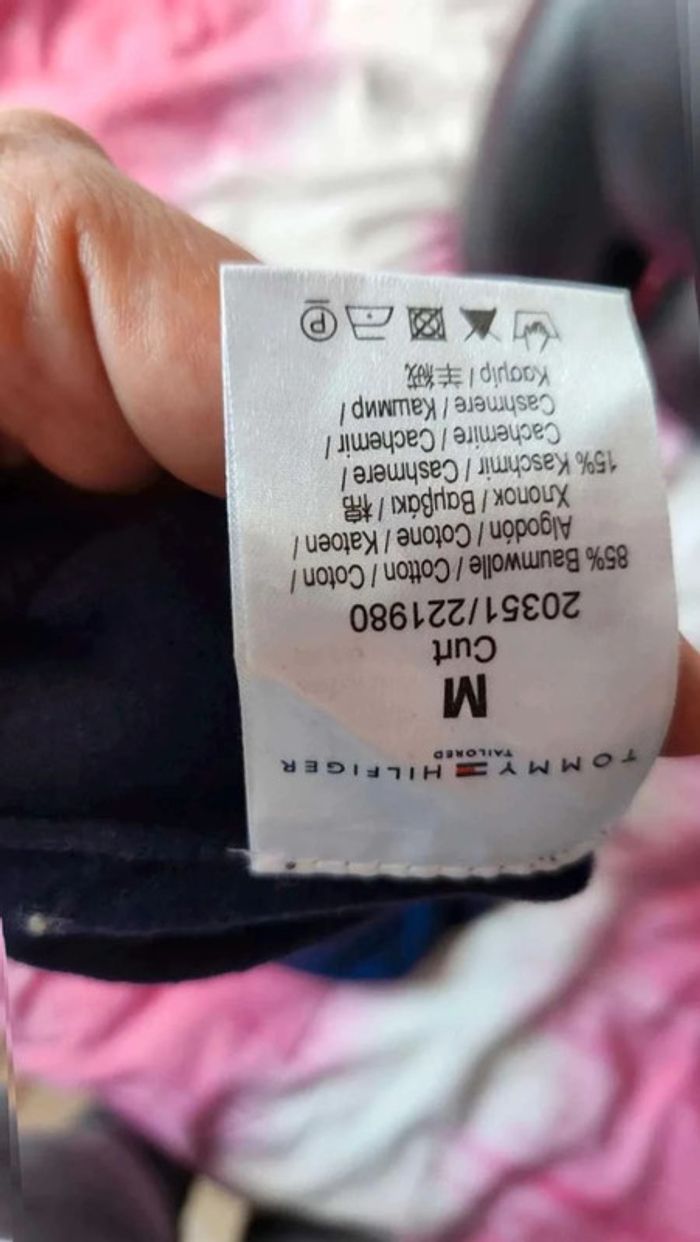 TOMMY HILFIGER
TAILORED
M
Curt
20351/221980
85% Baumwolle / Cotton / Coton /
Algodón / Cotone / Katoen /
Хлопок / Βαμβάκι / 棉
15% Kaschmir / Cashmere /
Cachemire / Cachemir /
Cashmere / Кашмир /
Κασμίρ / 羊绒
P